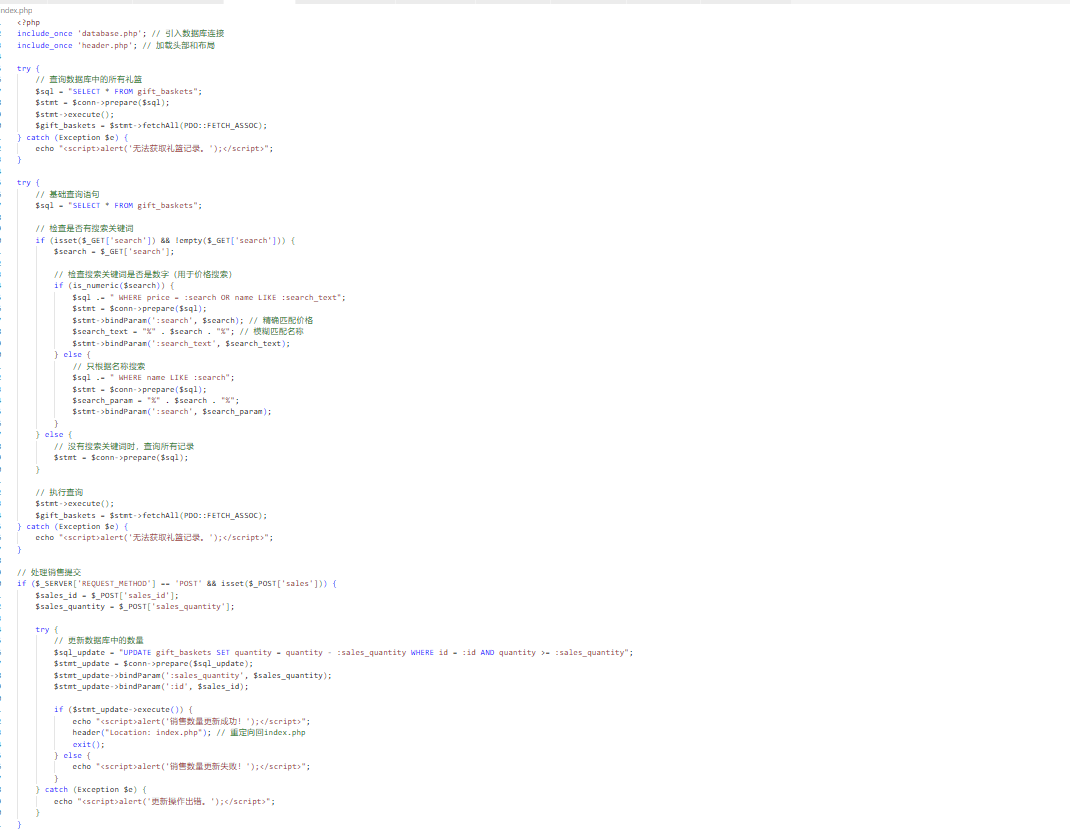 index.php
<?php
include_once 'database.php'; // 引入数据库连接
include_once 'header.php'; // 加载头部和布局
try {
// 查询数据库中的所有礼篮
$sql = "SELECT * FROM gift_baskets";
$stmt = $conn->prepare($sql);
$stmt->execute();
$gift_baskets = $stmt->fetchAll(PDO::FETCH_ASSOC);
} catch (Exception $e) {
echo "<script>alert('无法获取礼篮记录。');</script>";
}
try {
// 基础查询语句
$sql = "SELECT * FROM gift_baskets";
// 检查是否有搜索关键词
if (isset($_GET['search']) && !empty($_GET['search'])) {
$search = $_GET['search'];
// 检查搜索关键词是否是数字（用于价格搜索）
if (is_numeric($search)) {
$sql .= " WHERE price = :search OR name LIKE :search_text";
$stmt = $conn->prepare($sql);
$stmt->bindParam(':search', $search); // 精确匹配价格
$search_text = "%" . $search . "%"; // 模糊匹配名称
$stmt->bindParam(':search_text', $search_text);
} else {
// 只根据名称搜索
$sql .= " WHERE name LIKE :search";
$stmt = $conn->prepare($sql);
$search_param = "%" . $search . "%";
$stmt->bindParam(':search', $search_param);
}
} else {
// 没有搜索关键词时，查询所有记录
$stmt = $conn->prepare($sql);
}
// 执行查询
$stmt->execute();
$gift_baskets = $stmt->fetchAll(PDO::FETCH_ASSOC);
} catch (Exception $e) {
echo "<script>alert('无法获取礼篮记录。');</script>";
}
// 处理销售提交
if ($_SERVER['REQUEST_METHOD'] == 'POST' && isset($_POST['sales'])) {
$sales_id = $_POST['sales_id'];
$sales_quantity = $_POST['sales_quantity'];
try {
// 更新数据库中的数量
$sql_update = "UPDATE gift_baskets SET quantity = quantity - :sales_quantity WHERE id = :id AND quantity >= :sales_quantity";
$stmt_update = $conn->prepare($sql_update);
$stmt_update->bindParam(':sales_quantity', $sales_quantity);
$stmt_update->bindParam(':id', $sales_id);
if ($stmt_update->execute()) {
echo "<script>alert('销售数量更新成功！');</script>";
header("Location: index.php"); // 重定向回index.php
exit();
} else {
echo "<script>alert('销售数量更新失败！');</script>";
}
} catch (Exception $e) {
echo "<script>alert('更新操作出错。');</script>";
}
}